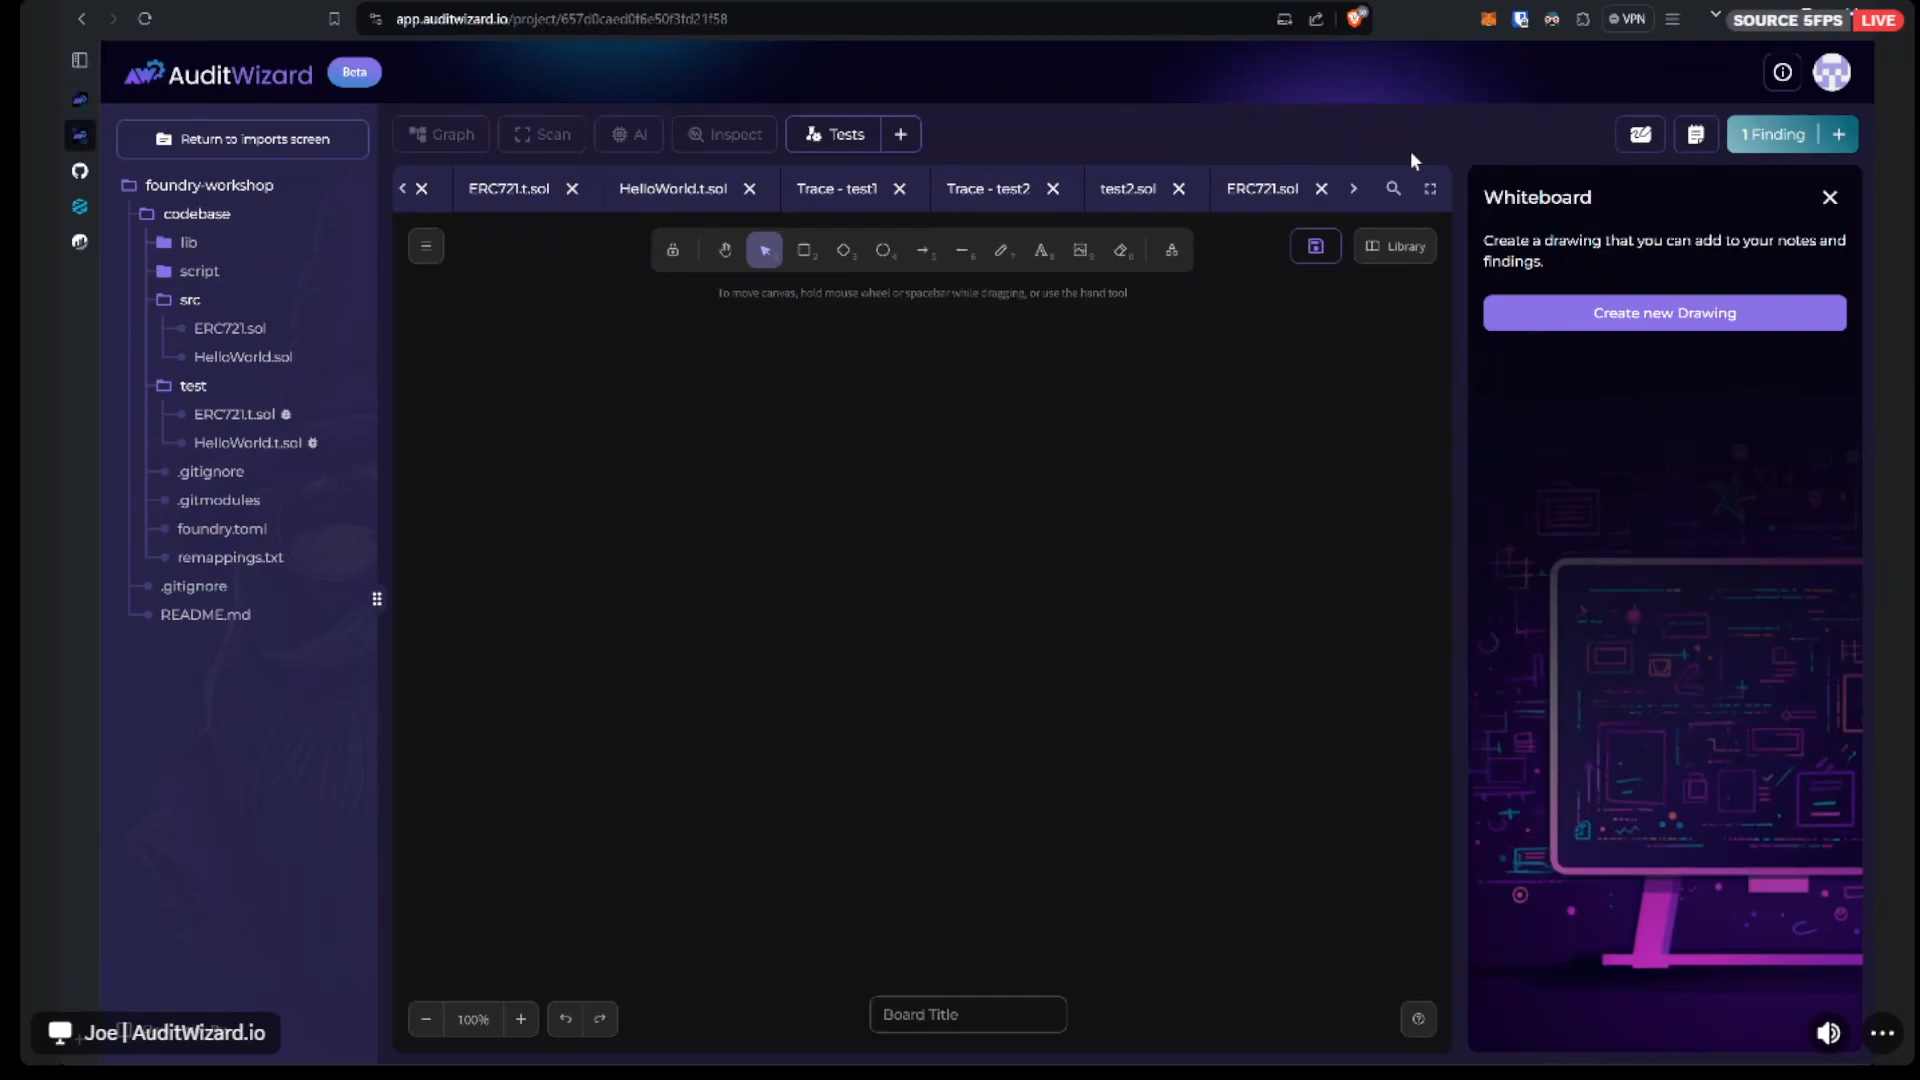 app.auditwizard.io/project/657d0caed0f6e50f3fd21f58
VPN
SOURCE 5FPS LIVE
AuditWizard Beta
Return to imports screen
Graph Scan AI Inspect Tests +
1 Finding +
foundry-workshop
codebase
lib
script
src
ERC721.sol
HelloWorld.sol
test
ERC721.t.sol
HelloWorld.t.sol
.gitignore
.gitmodules
foundry.toml
remappings.txt
.gitignore
README.md
ERC721.t.sol HelloWorld.t.sol Trace - test1 Trace - test2 test2.sol ERC721.sol
Library
To move canvas, hold mouse wheel or spacebar while dragging, or use the hand tool
100%
Board Title
Whiteboard
Create a drawing that you can add to your notes and
findings.
Create new Drawing
Joe | AuditWizard.io